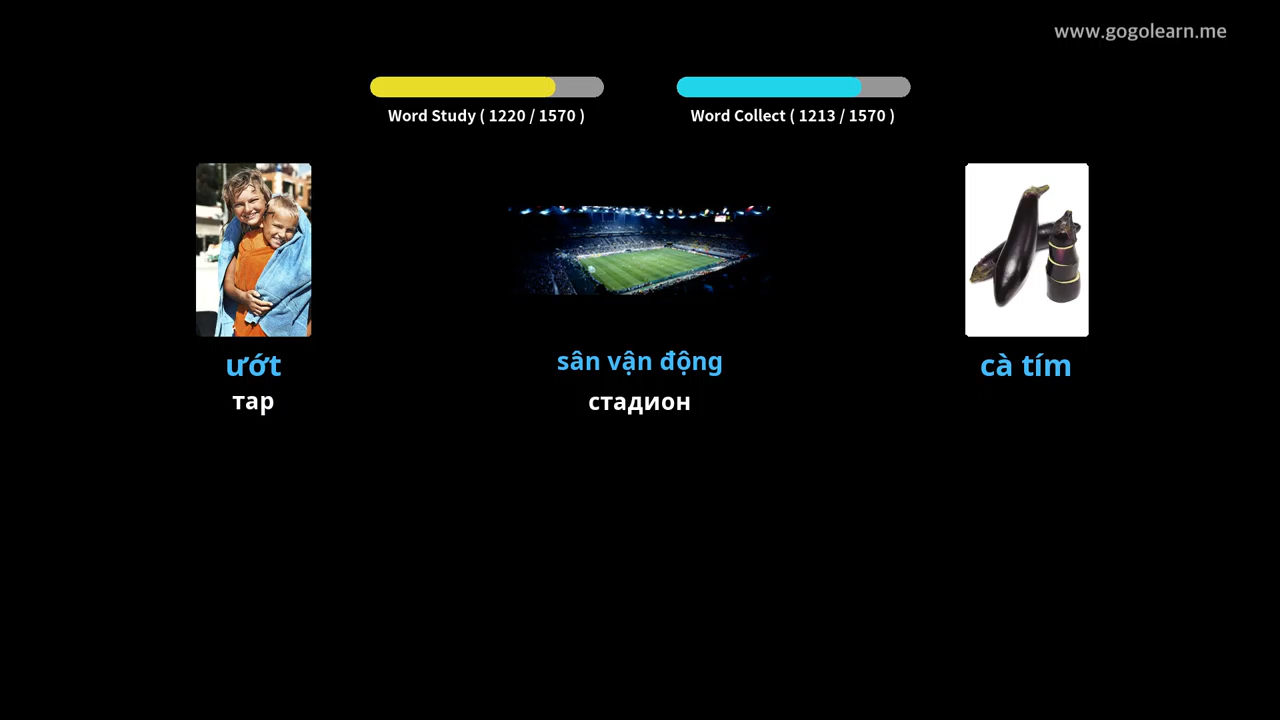 www.gogolearn.me
Word Study ( 1220 / 1570 )
Word Collect ( 1213 / 1570 )
ướt
тар
sân vận động
стадион
cà tím